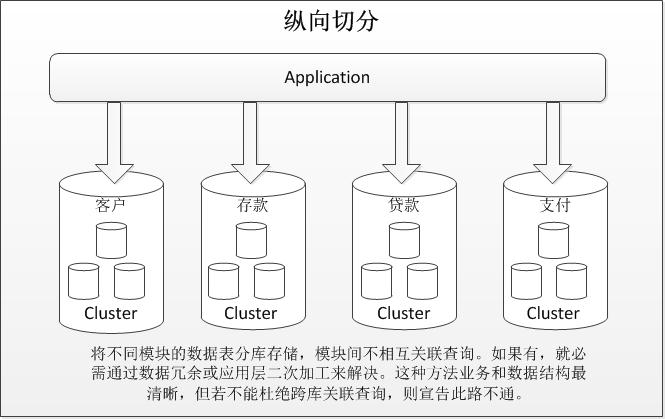 纵向切分
Application
客户 存款 贷款 支付
Cluster Cluster Cluster Cluster
将不同模块的数据表分库存储，模块间不相互关联查询。如果有，就必
需通过数据冗余或应用层二次加工来解决。这种方法业务和数据结构最
清晰，但若不能杜绝跨库关联查询，则宣告此路不通。